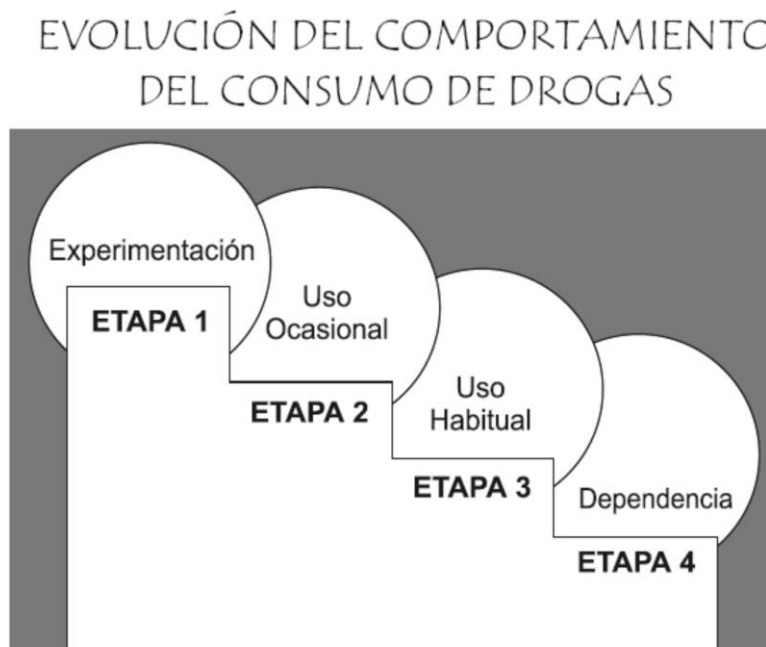 EVOLUCIÓN DEL COMPORTAMIENTO
DEL CONSUMO DE DROGAS
Experimentación
ETAPA 1
Uso
Ocasional
ETAPA 2
Uso
Habitual
ETAPA 3
Dependencia
ETAPA 4